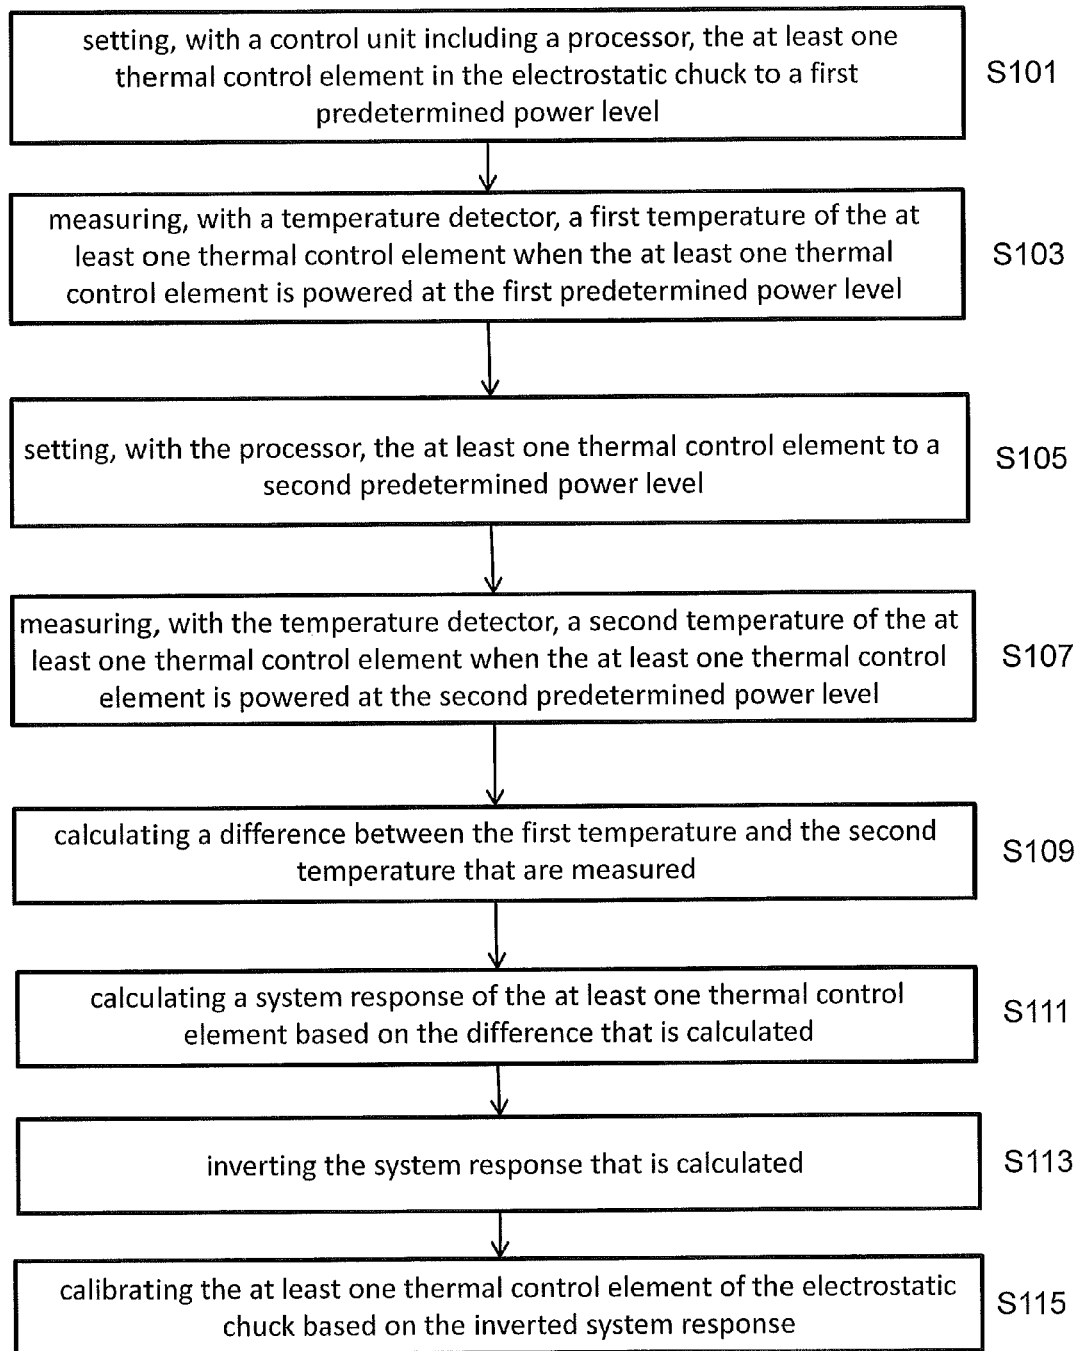 setting, with a control unit including a processor, the at least one
thermal control element in the electrostatic chuck to a first
predetermined power level
S101
measuring, with a temperature detector, a first temperature of the at
least one thermal control element when the at least one thermal
control element is powered at the first predetermined power level
S103
setting, with the processor, the at least one thermal control element to a
second predetermined power level
S105
measuring, with the temperature detector, a second temperature of the at
least one thermal control element when the at least one thermal control
element is powered at the second predetermined power level
S107
calculating a difference between the first temperature and the second
temperature that are measured
S109
calculating a system response of the at least one thermal control
element based on the difference that is calculated
S111
inverting the system response that is calculated
S113
calibrating the at least one thermal control element of the electrostatic
chuck based on the inverted system response
S115